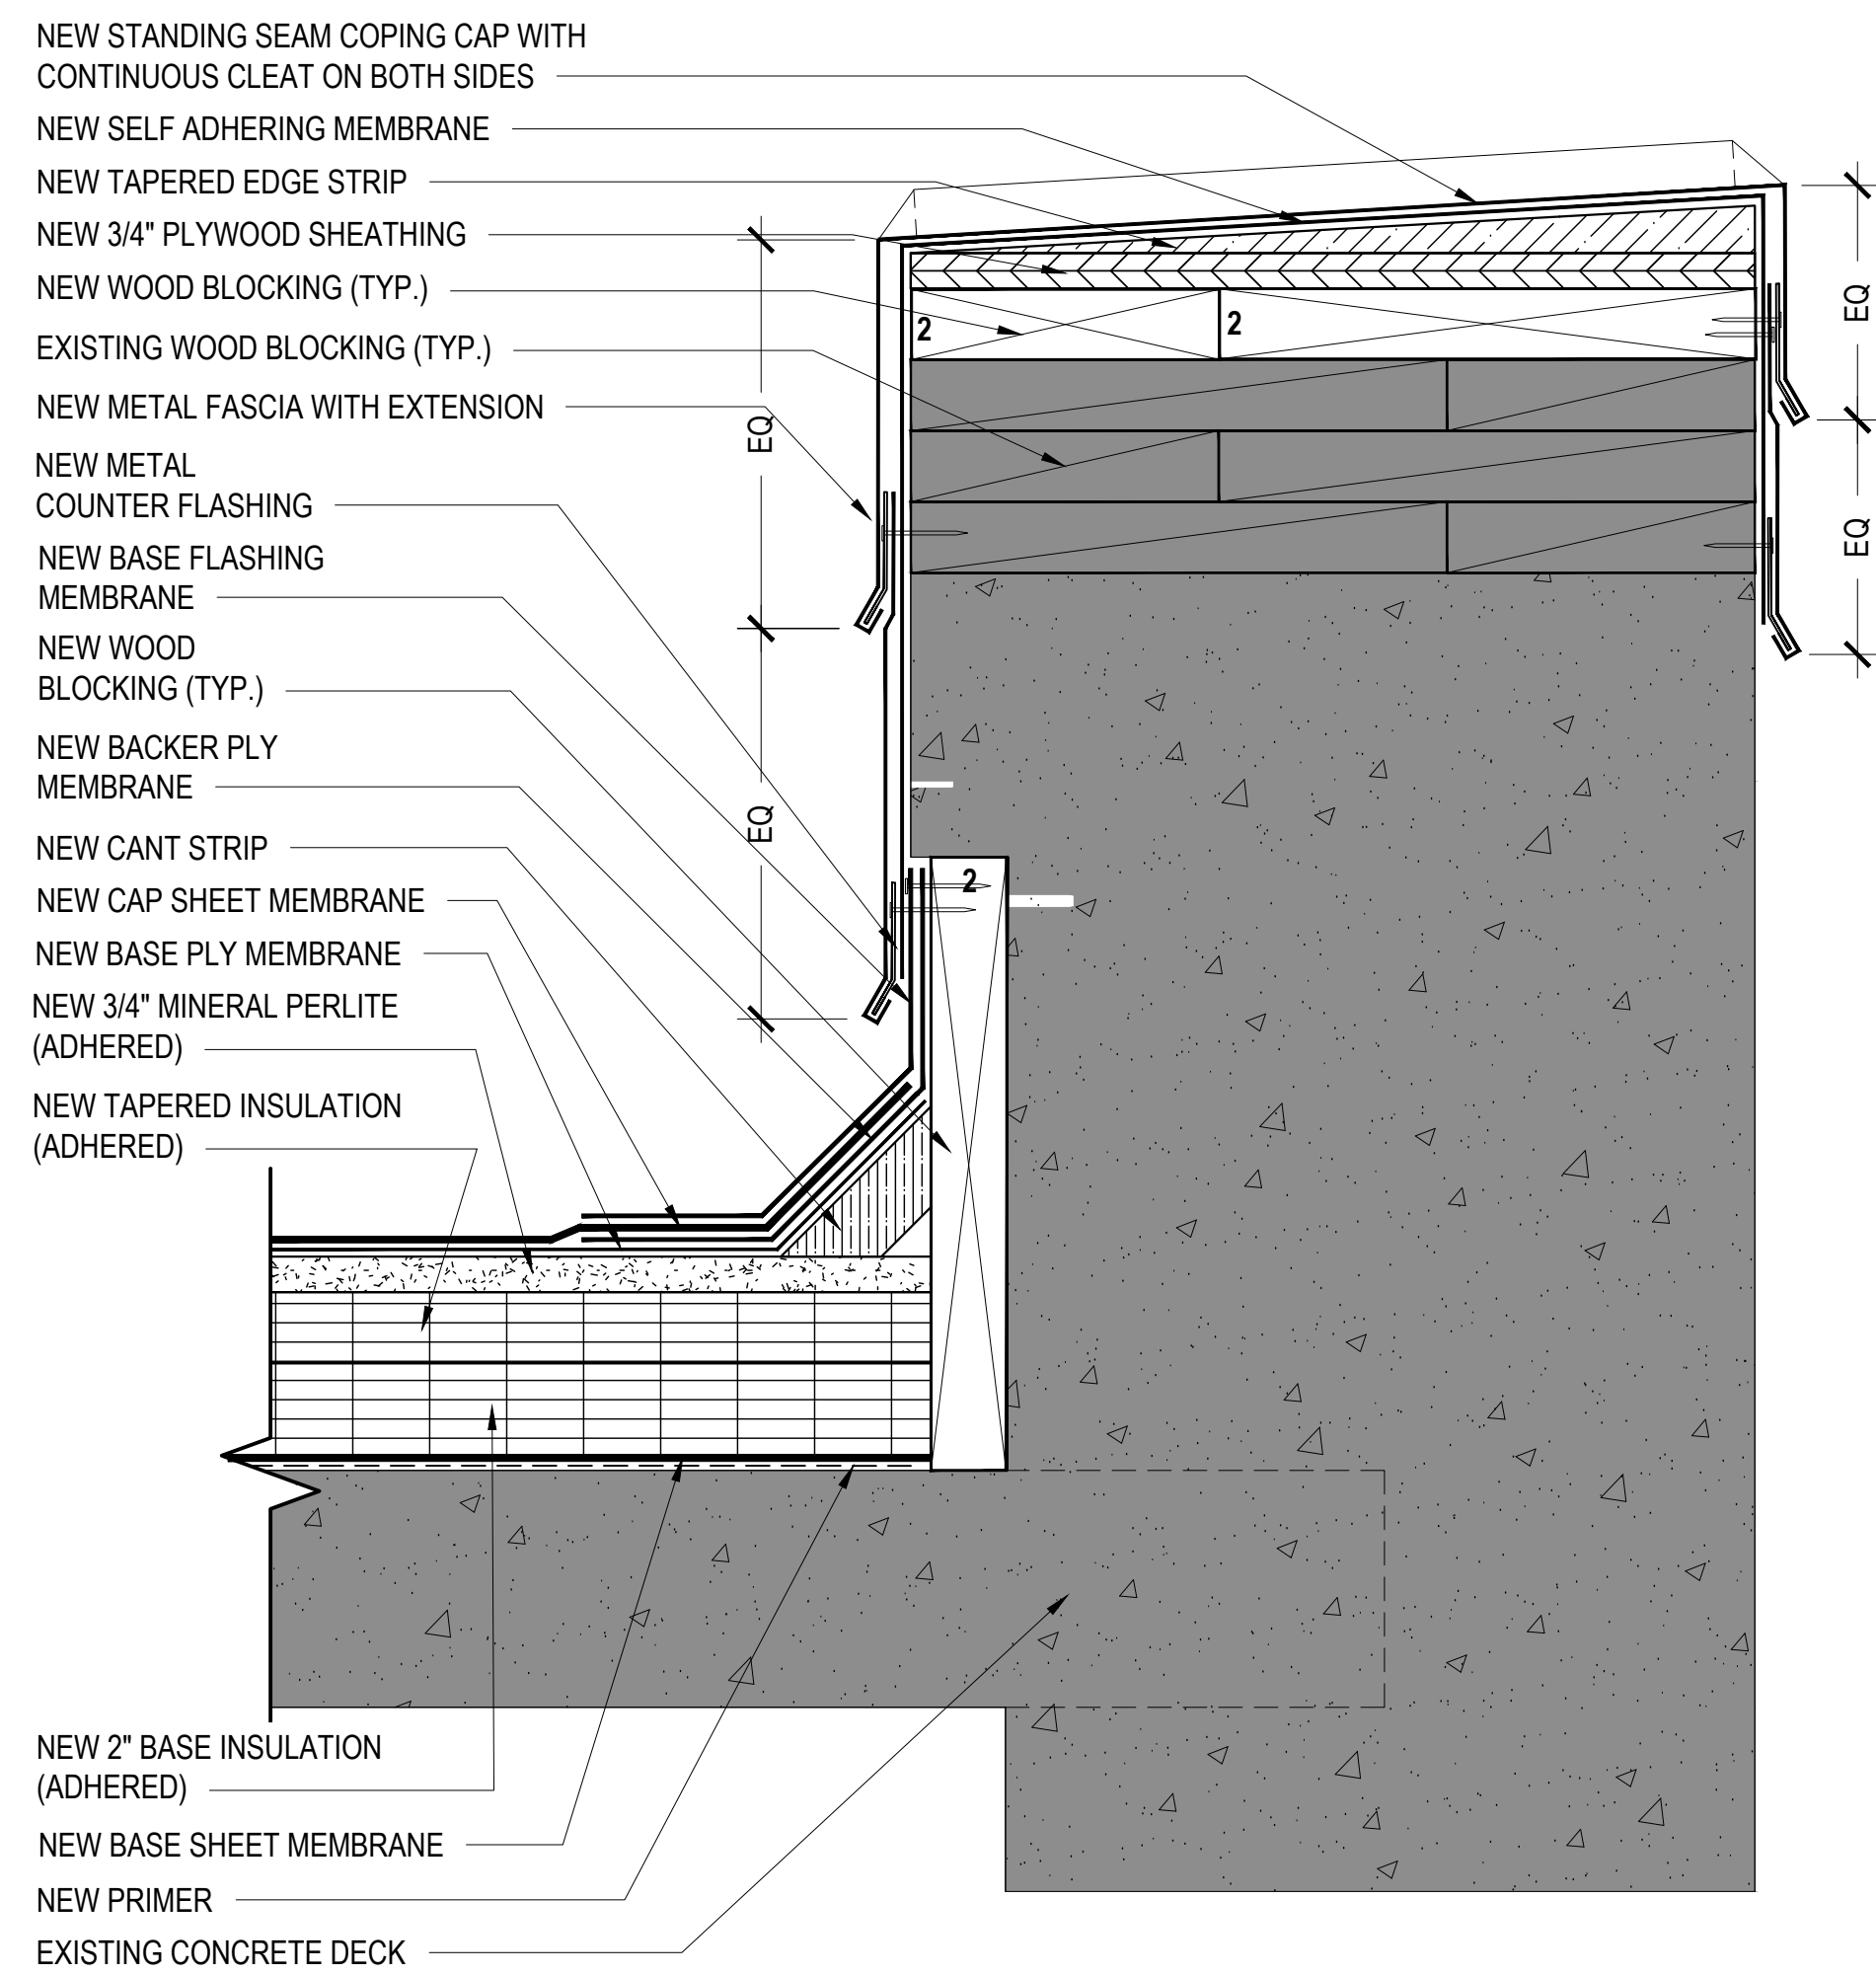 NEW STANDING SEAM COPING CAP WITH
CONTINUOUS CLEAT ON BOTH SIDES
NEW SELF ADHERING MEMBRANE
NEW TAPERED EDGE STRIP
NEW 3/4" PLYWOOD SHEATHING
NEW WOOD BLOCKING (TYP.)
EXISTING WOOD BLOCKING (TYP.)
NEW METAL FASCIA WITH EXTENSION
NEW METAL
COUNTER FLASHING
NEW BASE FLASHING
MEMBRANE
NEW WOOD
BLOCKING (TYP.)
NEW BACKER PLY
MEMBRANE
NEW CANT STRIP
NEW CAP SHEET MEMBRANE
NEW BASE PLY MEMBRANE
NEW 3/4" MINERAL PERLITE
(ADHERED)
NEW TAPERED INSULATION
(ADHERED)
NEW 2" BASE INSULATION
(ADHERED)
NEW BASE SHEET MEMBRANE
NEW PRIMER
EXISTING CONCRETE DECK
EQ
EQ
2
2
2
EQ
EQ